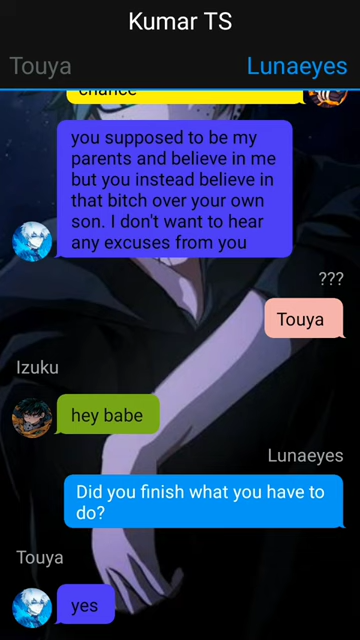 Kumar TS
Touya
Lunaeyes
chance
you supposed to be my
parents and believe in me
but you instead believe in
that bitch over your own
son. I don't want to hear
any excuses from you
???
Touya
Izuku
hey babe
Lunaeyes
Did you finish what you have to
do?
Touya
yes